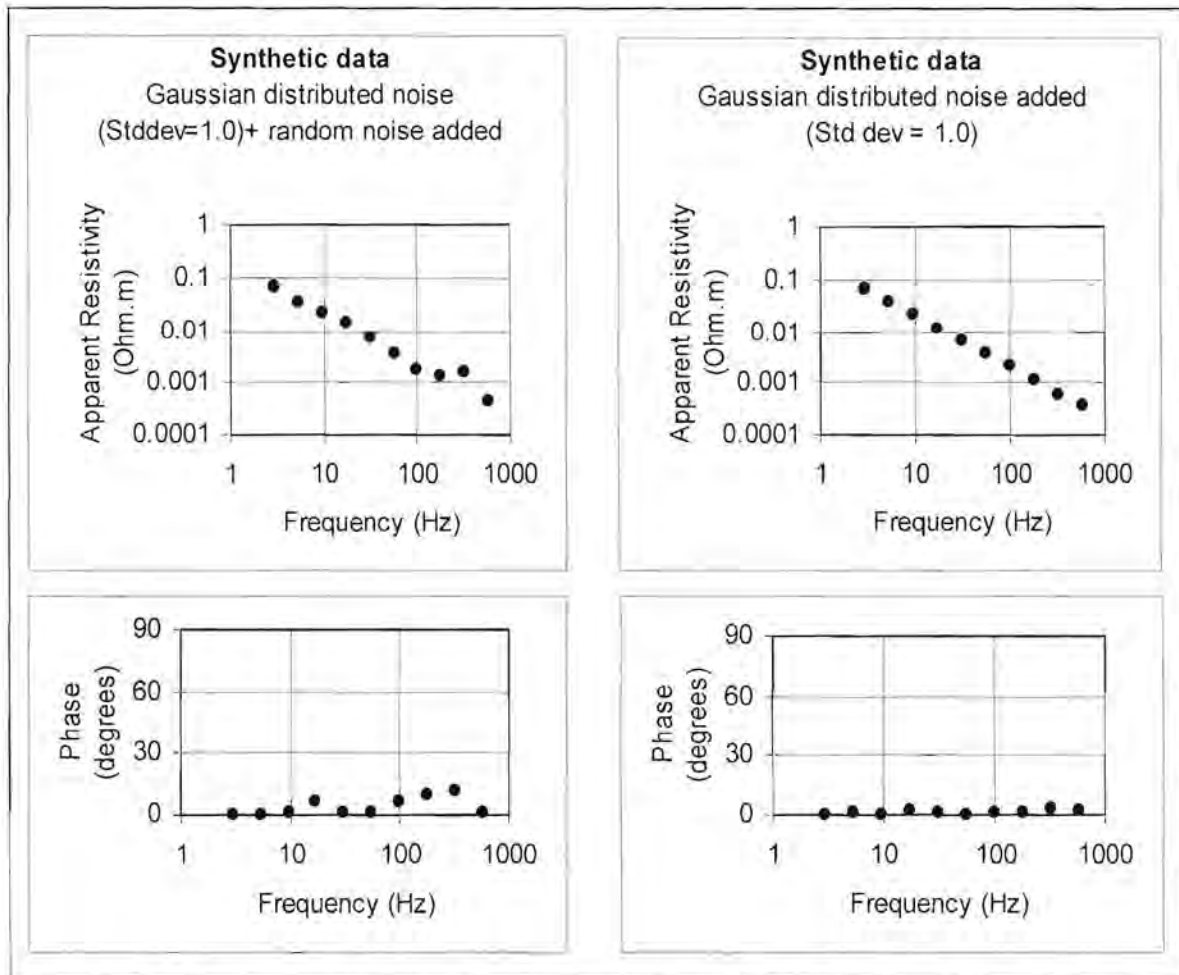 Synthetic data
Gaussian distributed noise
(Stddev=1.0)+ random noise added
Apparent Resistivity
(Ohm.m)
1
0.1
0.01
0.001
0.0001
1 10 100 1000
Frequency (Hz)
Synthetic data
Gaussian distributed noise added
(Std dev = 1.0)
Apparent Resistivity
(Ohm.m)
1
0.1
0.01
0.001
0.0001
1 10 100 1000
Frequency (Hz)
Phase
(degrees)
90
60
30
0
1 10 100 1000
Frequency (Hz)
Phase
(degrees)
90
60
30
0
1 10 100 1000
Frequency (Hz)